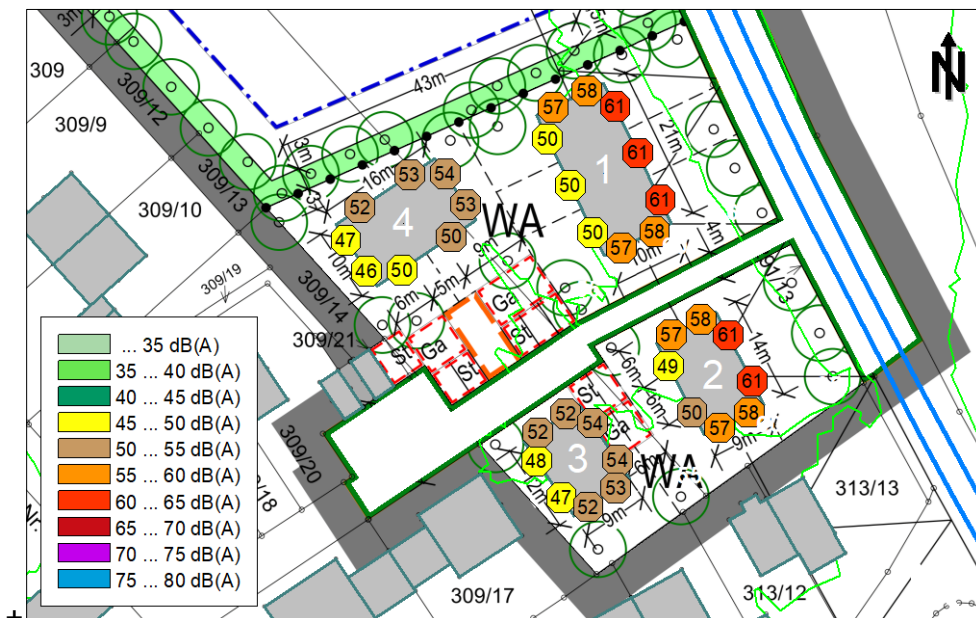 3m
309
309/12
309/9
309/13
309/10
309/19
309/14
309/21
309/20
309/17
313/12
313/13
43m
3m
16m
10m
6m
5m
9m
5m
21m
4m
10m
N
58
57
61
50
1
61
50
61
50
57
58
53
54
52
53
4
47
50
46
50
WA
St
Ga
St
Ga
St
91/13
58
57
61
49
2
61
50
57
58
14m
9m
6m
6m
St
Ga
52
54
52
3
48
54
53
47
52
2m
9m
6m
WA
... 35 dB(A)
35 ... 40 dB(A)
40 ... 45 dB(A)
45 ... 50 dB(A)
50 ... 55 dB(A)
55 ... 60 dB(A)
60 ... 65 dB(A)
65 ... 70 dB(A)
70 ... 75 dB(A)
75 ... 80 dB(A)